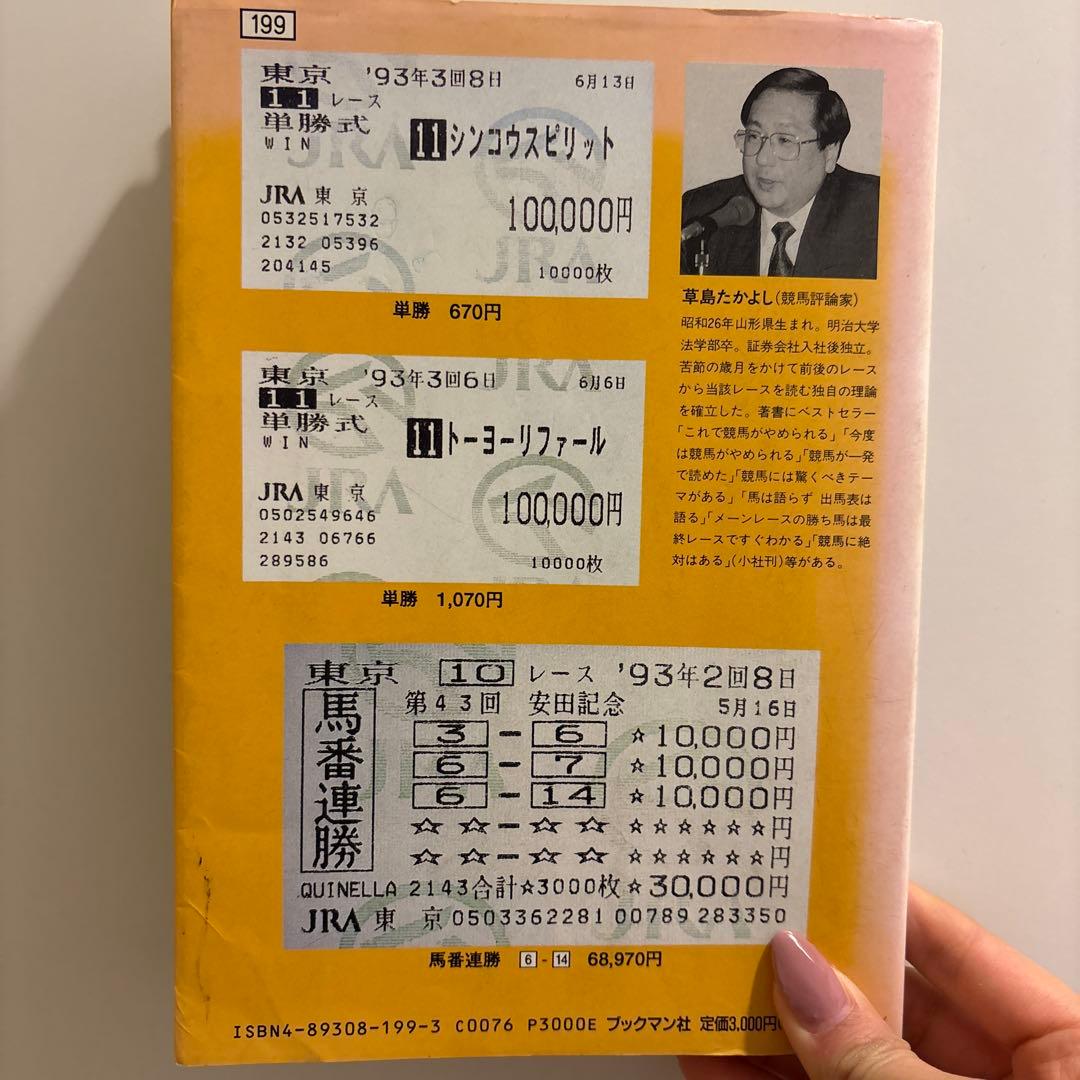 199
東京 '93年3回8日 6月13日
11 レース
単勝式
WIN
11 シンコウスピリット
JRA 東 京
0532517532
100,000円
2132 05396
204145
10000枚
単勝 670円
東京 '93年3回6日 6月6日
11 レース
単勝式
WIN
11 トーヨーリファール
JRA 東京
0502549646
100,000円
2143 06766
289586
10000枚
単勝 1,070円
草島たかよし(競馬評論家)
昭和26年山形県生まれ。明治大学
法学部卒。証券会社入社後独立。
苦節の歳月をかけて前後のレース
から当該レースを読む独自の理論
を確立した。著書にベストセラー
「これで競馬がやめられる」「今度
は競馬がやめられる」「競馬が一発
で読めた」「競馬には驚くべきテー
マがある」「馬は語らず 出馬表は
語る」「メーンレースの勝ち馬は最
終レースですぐわかる」「競馬に絶
対はある」(小社刊)等がある。
東京 10 レース '93年2回8日
第43回 安田記念 5月16日
馬番連勝
3 - 6 ☆10,000円
6 - 7 ☆10,000円
6 - 14 ☆10,000円
☆☆-☆☆ ☆☆☆☆☆☆円
☆☆-☆☆ ☆☆☆☆☆☆円
QUINELLA 2143合計☆3000枚☆30,000円
JRA 東 京 0503362281 00789 283350
馬番連勝 6-14 68,970円
ISBN4-89308-199-3 C0076 P3000E ブックマン社 定価3,000円